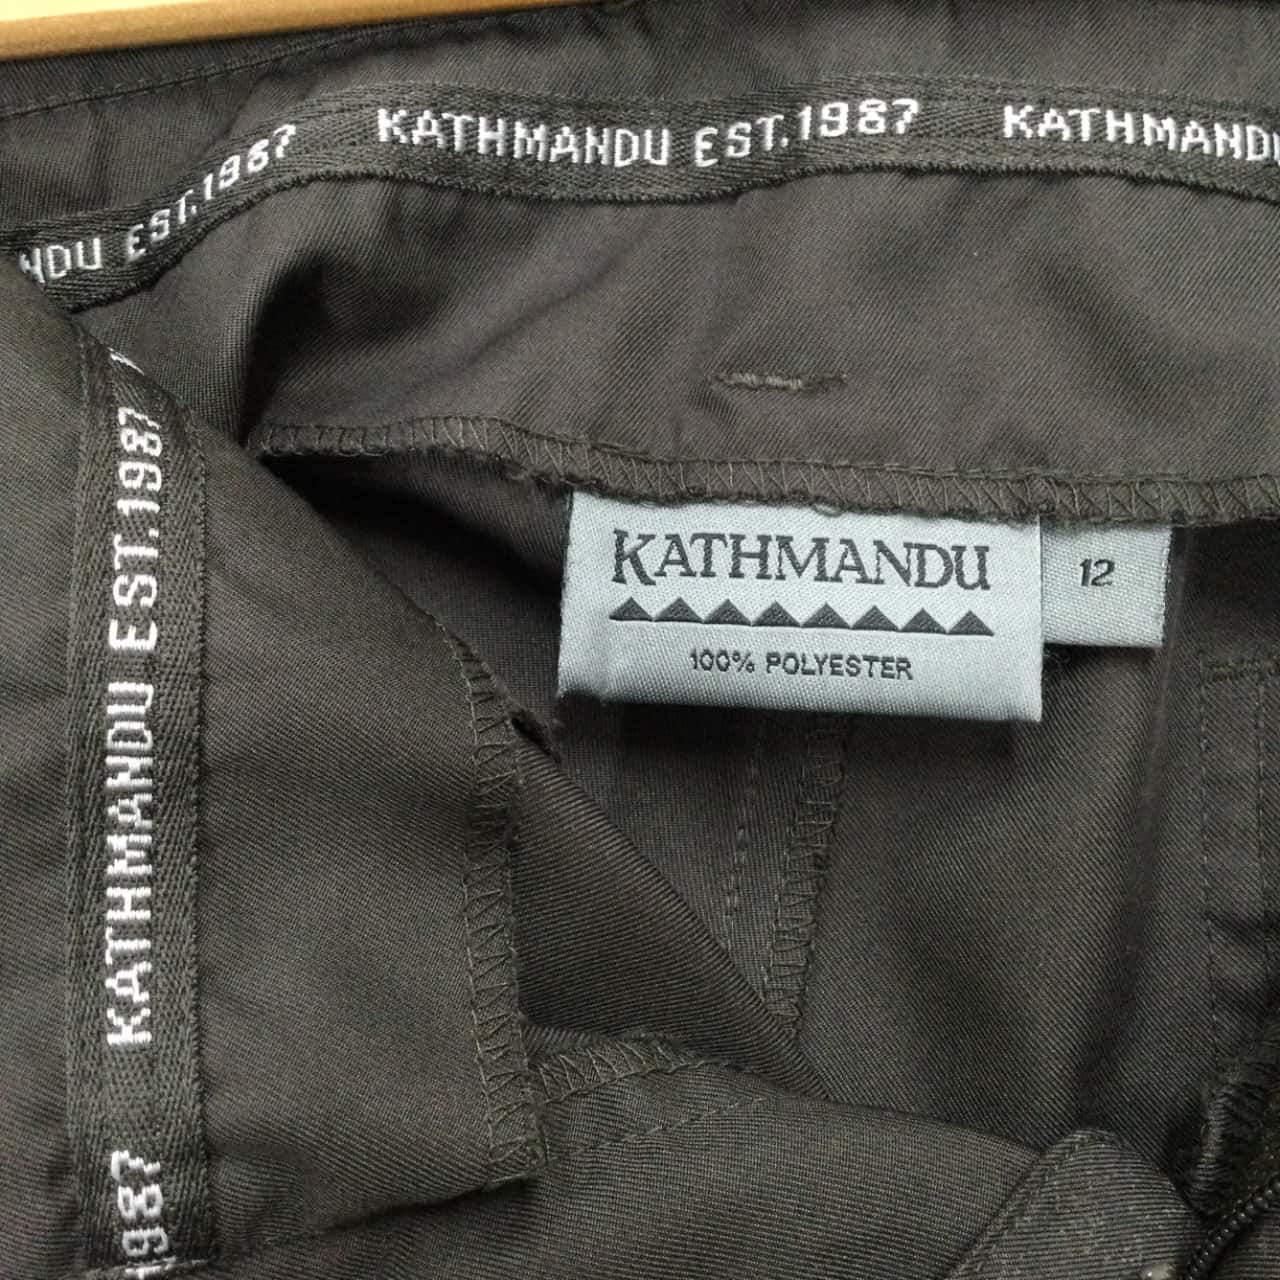 KATHMANDU EST.1987 KATHMANDU
NDU EST.1987
KATHMANDU EST.1987
1987
KATHMANDU
100% POLYESTER
12